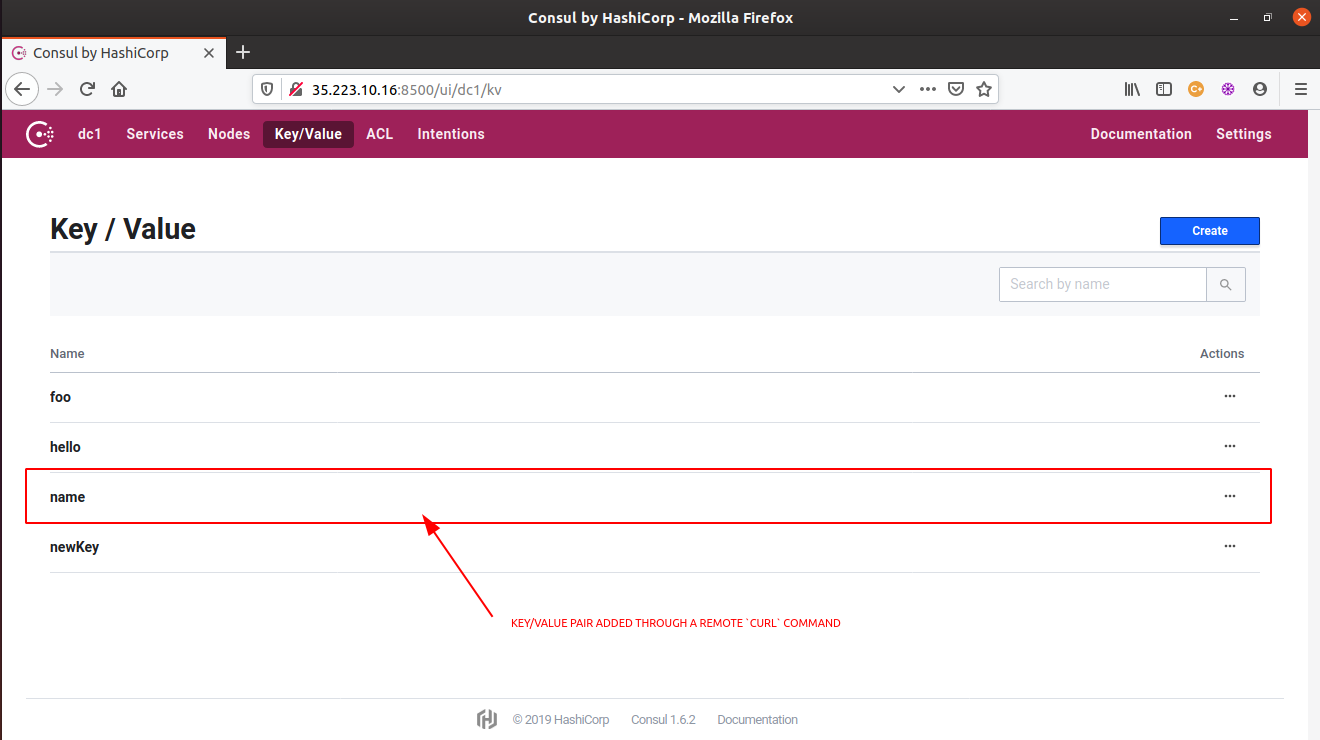 Consul by HashiCorp - Mozilla Firefox
Consul by HashiCorp
35.223.10.16:8500/ui/dc1/kv
dc1 Services Nodes Key/Value ACL Intentions Documentation Settings
Key / Value
Create
Search by name
Name Actions
foo
hello
name
newKey
KEY/VALUE PAIR ADDED THROUGH A REMOTE `CURL` COMMAND
© 2019 HashiCorp Consul 1.6.2 Documentation